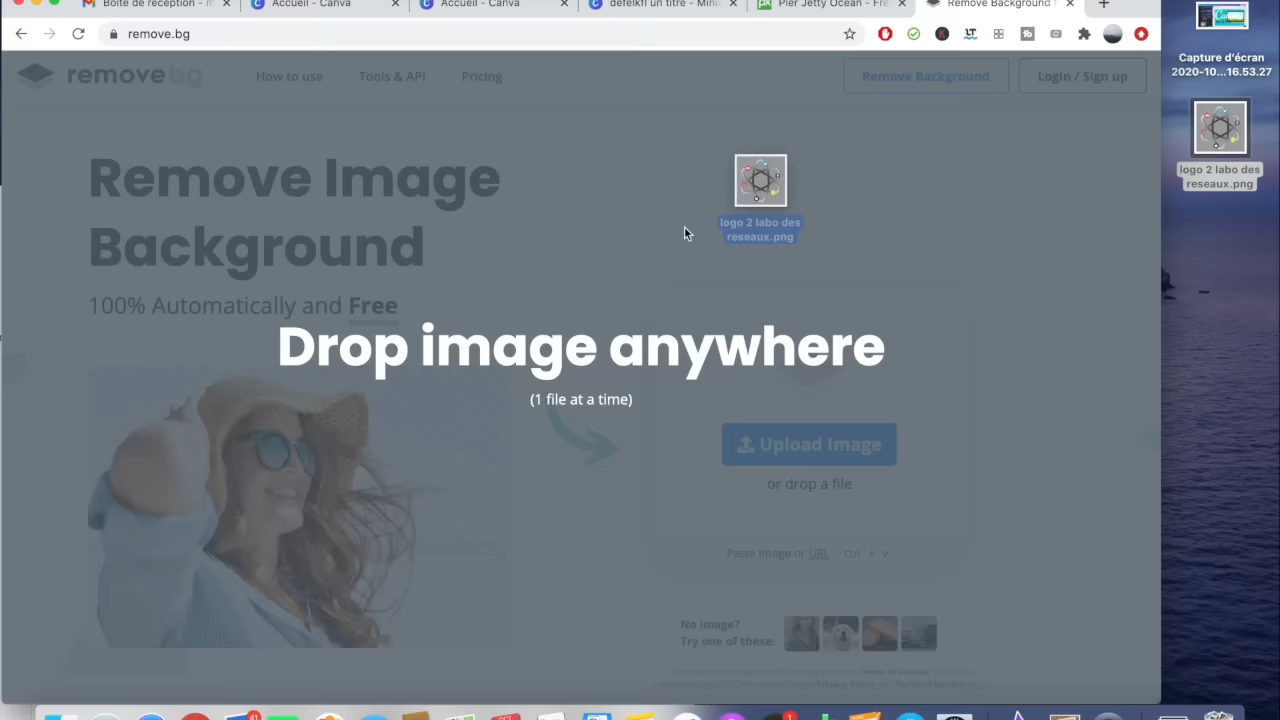 Boîte de réception - m
Accueil - Canva
Accueil - Canva
defelkfl un titre - Mini
Pier Jetty Ocean - Fre
Remove Background f
remove.bg
removebg
How to use
Tools & API
Pricing
Remove Background
Login / Sign up
Capture d'écran
2020-10...16.53.27
logo 2 labo des
reseaux.png
Remove Image
Background
100% Automatically and Free
logo 2 labo des
reseaux.png
Drop image anywhere
(1 file at a time)
Upload Image
or drop a file
Paste image or URL ctrl + v
No image?
Try one of these: